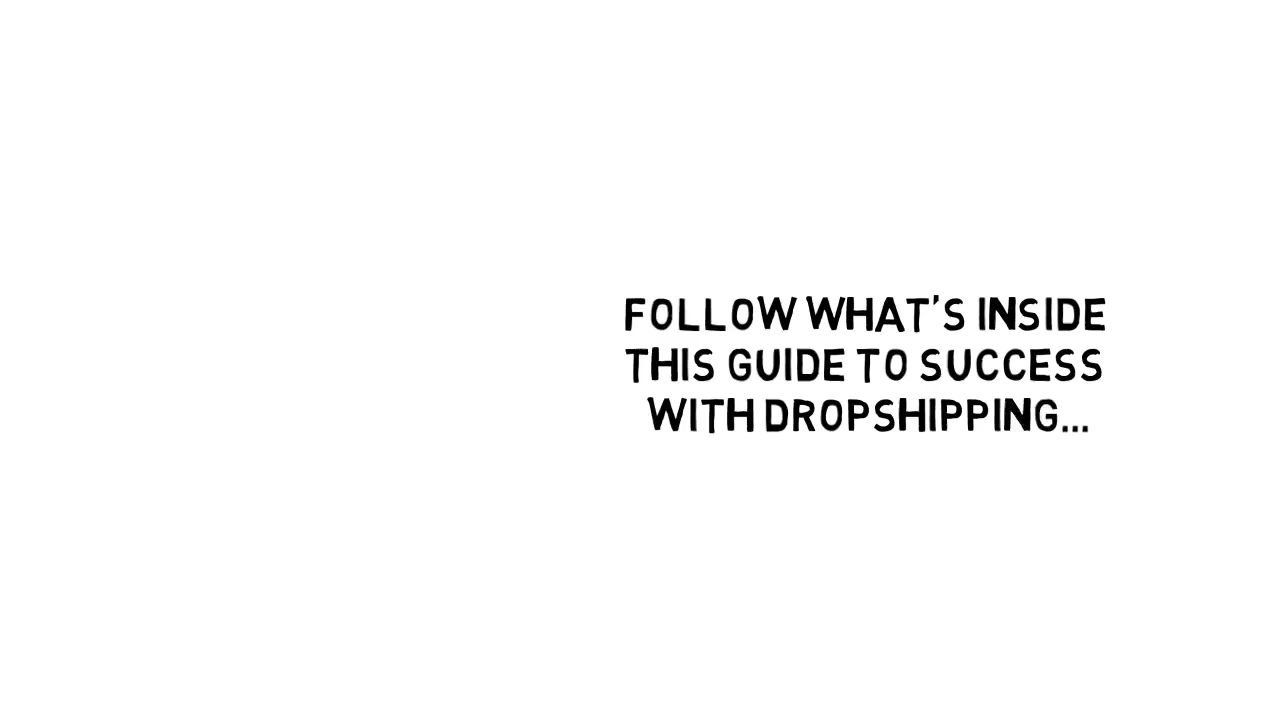 FOLLOW WHAT'S INSIDE
THIS GUIDE TO SUCCESS
WITH DROPSHIPPING...